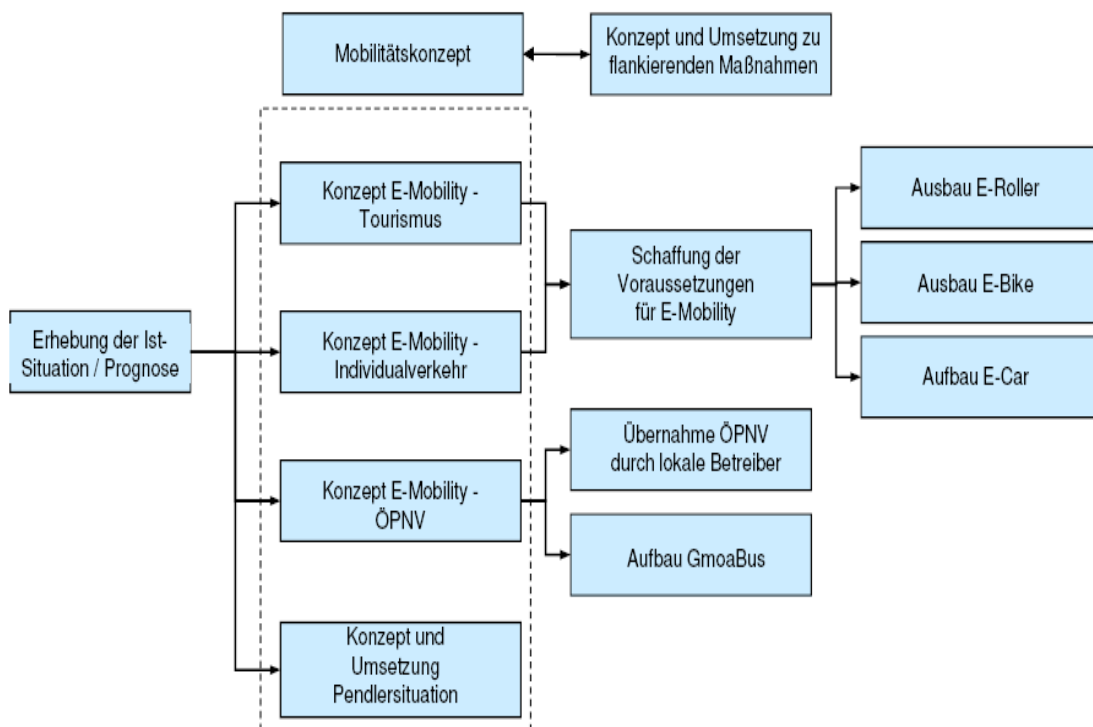 Mobilitätskonzept
Konzept und Umsetzung zu
flankierenden Maßnahmen
Erhebung der Ist-
Situation / Prognose
Konzept E-Mobility -
Tourismus
Konzept E-Mobility -
Individualverkehr
Konzept E-Mobility -
ÖPNV
Konzept und
Umsetzung
Pendlersituation
Schaffung der
Voraussetzungen
für E-Mobility
Übernahme ÖPNV
durch lokale Betreiber
Aufbau GmoaBus
Ausbau E-Roller
Ausbau E-Bike
Aufbau E-Car